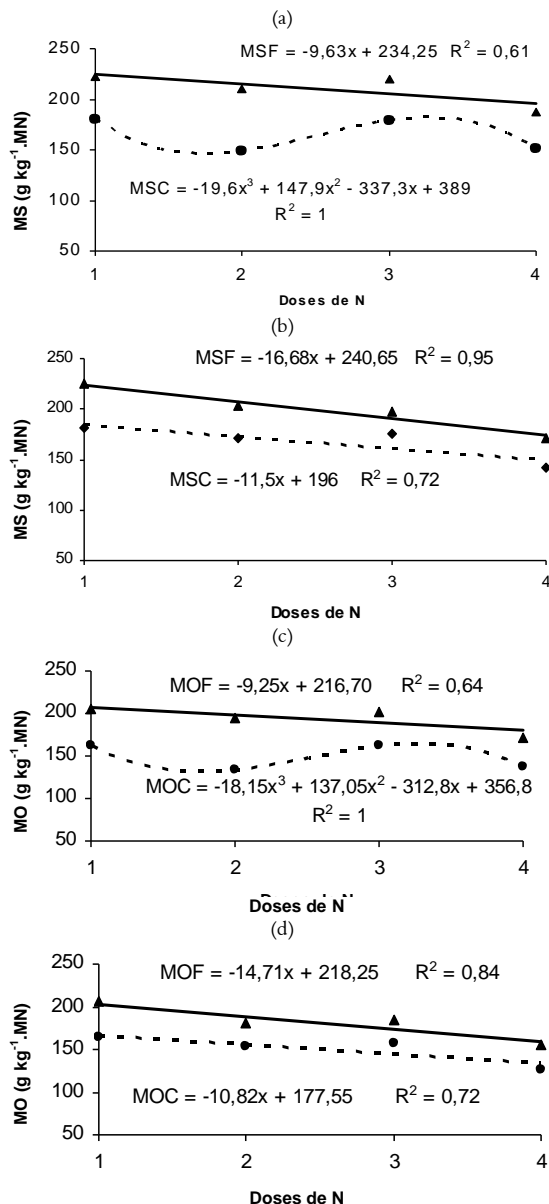 (a)
MSF = -9,63x + 234,25 R² = 0,61
MS (g kg⁻¹.MN)
250
200
150
100
50
MSC = -19,6x³ + 147,9x² - 337,3x + 389
R² = 1
1 2 3 4
Doses de N
(b)
MSF = -16,68x + 240,65 R² = 0,95
MS (g kg⁻¹.MN)
250
200
150
100
50
MSC = -11,5x + 196 R² = 0,72
1 2 3 4
Doses de N
(c)
MOF = -9,25x + 216,70 R² = 0,64
MO (g kg⁻¹.MN)
250
200
150
100
50
MOC = -18,15x³ + 137,05x² - 312,8x + 356,8
R² = 1
1 2 3 4
Doses de N
Doses de N
(d)
MOF = -14,71x + 218,25 R² = 0,84
MO (g kg⁻¹.MN)
250
200
150
100
50
MOC = -10,82x + 177,55 R² = 0,72
1 2 3 4
Doses de N